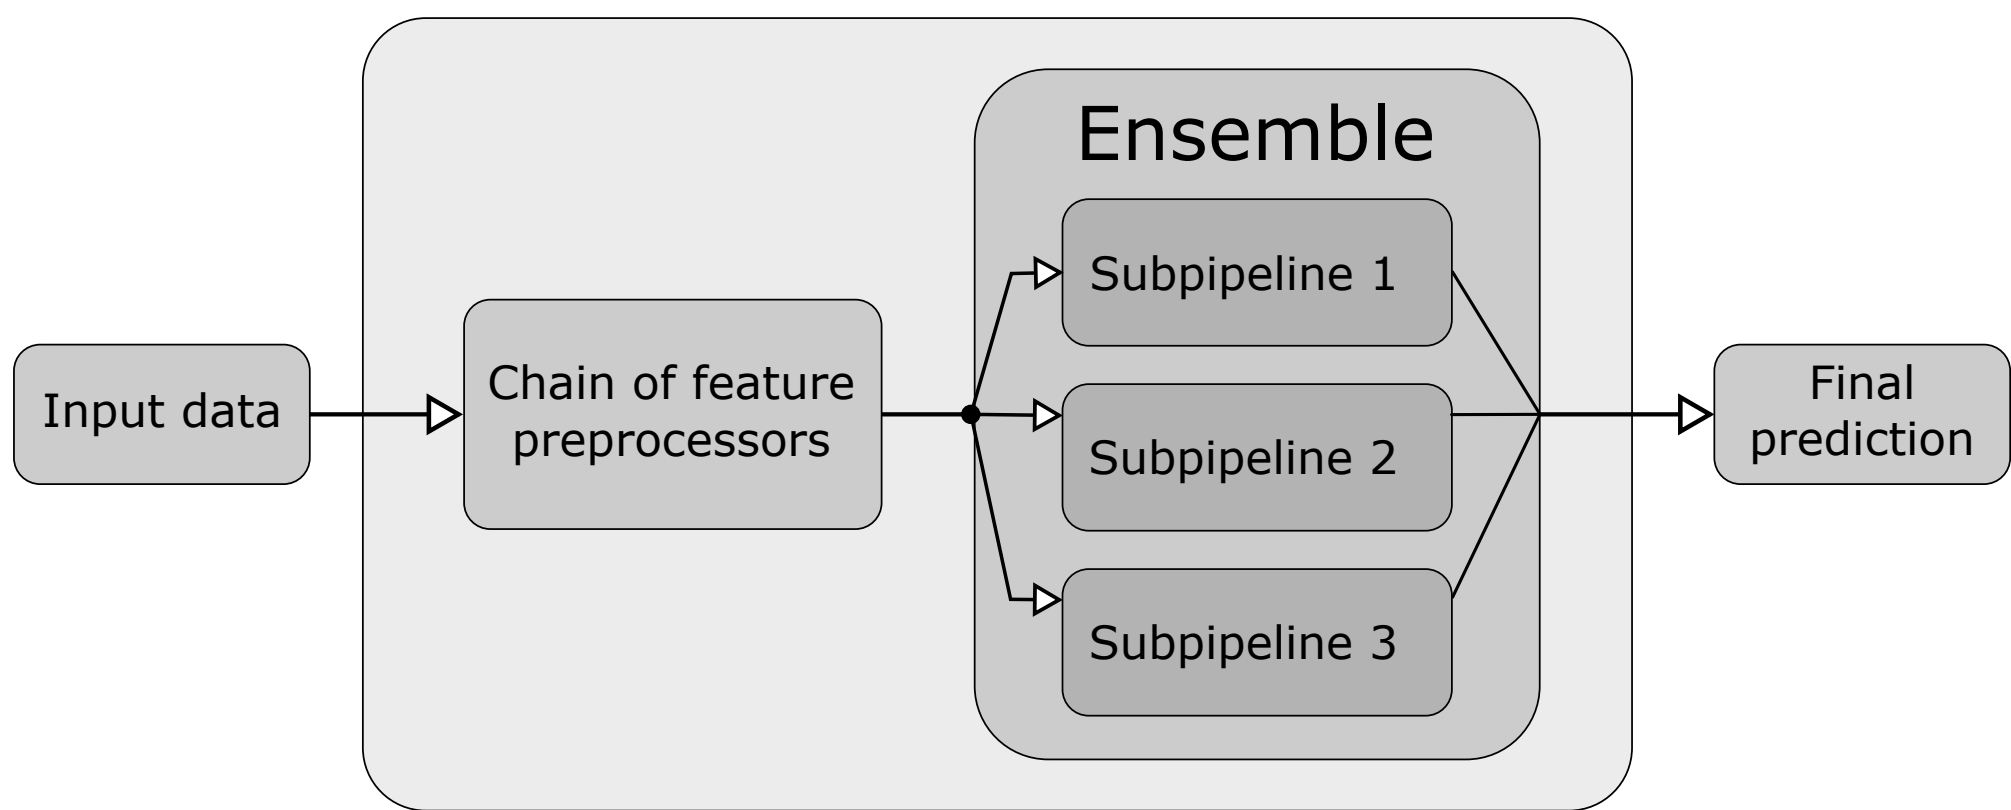 Input data
Chain of feature
preprocessors
Ensemble
Subpipeline 1
Subpipeline 2
Subpipeline 3
Final
prediction